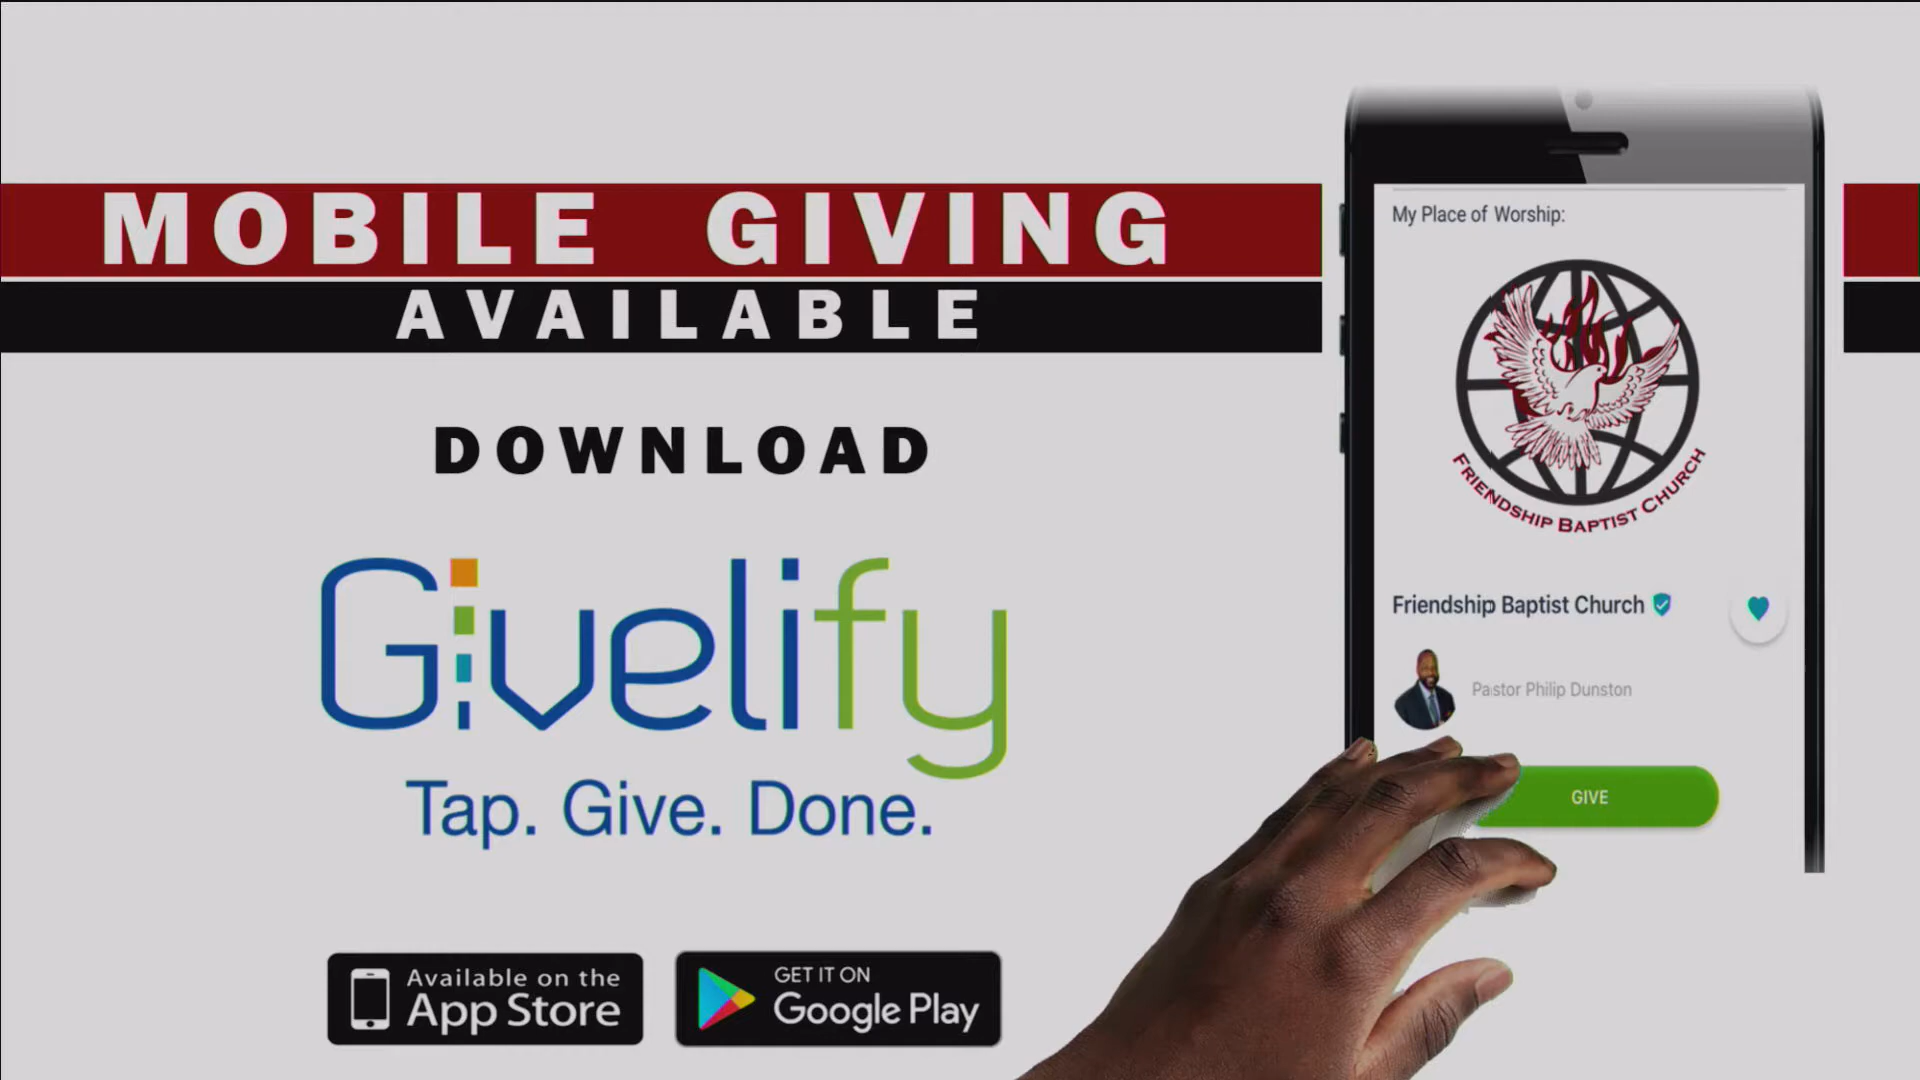 MOBILE GIVING
AVAILABLE
DOWNLOAD
Givelify
Tap. Give. Done.
Available on the
App Store
GET IT ON
Google Play
My Place of Worship:
FRIENDSHIP BAPTIST CHURCH
Friendship Baptist Church
Pastor Philip Dunston
GIVE